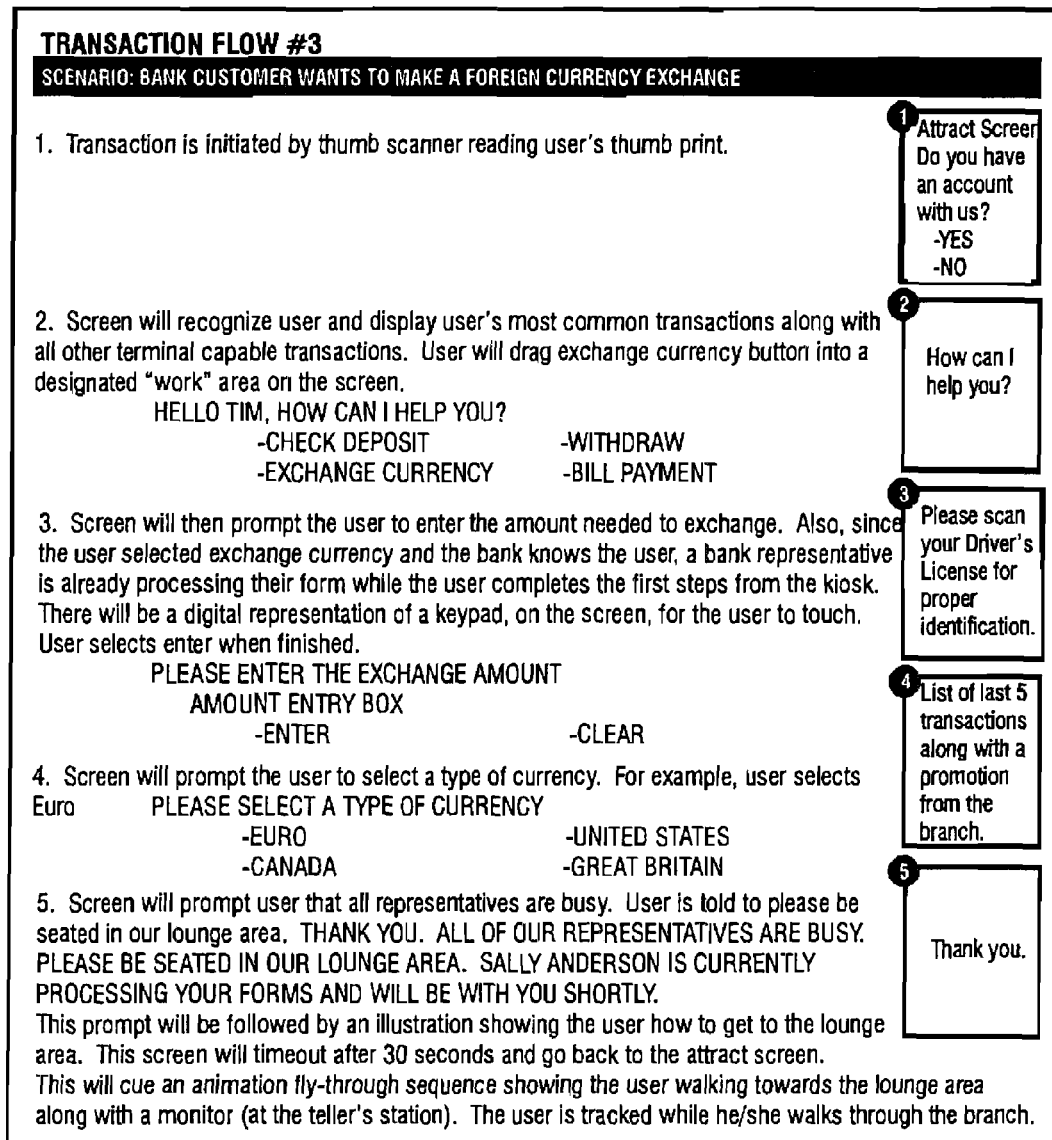 TRANSACTION FLOW #3
SCENARIO: BANK CUSTOMER WANTS TO MAKE A FOREIGN CURRENCY EXCHANGE
1. Transaction is initiated by thumb scanner reading user's thumb print.
1
Attract Screen
Do you have
an account
with us?
-YES
-NO
2. Screen will recognize user and display user's most common transactions along with
all other terminal capable transactions. User will drag exchange currency button into a
designated "work" area on the screen.
HELLO TIM, HOW CAN I HELP YOU?
-CHECK DEPOSIT -WITHDRAW
-EXCHANGE CURRENCY -BILL PAYMENT
2
How can I
help you?
3. Screen will then prompt the user to enter the amount needed to exchange. Also, since
the user selected exchange currency and the bank knows the user, a bank representative
is already processing their form while the user completes the first steps from the kiosk.
There will be a digital representation of a keypad, on the screen, for the user to touch.
User selects enter when finished.
PLEASE ENTER THE EXCHANGE AMOUNT
AMOUNT ENTRY BOX
-ENTER -CLEAR
3
Please scan
your Driver's
License for
proper
identification.
4. Screen will prompt the user to select a type of currency. For example, user selects
Euro PLEASE SELECT A TYPE OF CURRENCY
-EURO -UNITED STATES
-CANADA -GREAT BRITAIN
4
List of last 5
transactions
along with a
promotion
from the
branch.
5. Screen will prompt user that all representatives are busy. User is told to please be
seated in our lounge area. THANK YOU. ALL OF OUR REPRESENTATIVES ARE BUSY.
PLEASE BE SEATED IN OUR LOUNGE AREA. SALLY ANDERSON IS CURRENTLY
PROCESSING YOUR FORMS AND WILL BE WITH YOU SHORTLY.
This prompt will be followed by an illustration showing the user how to get to the lounge
area. This screen will timeout after 30 seconds and go back to the attract screen.
This will cue an animation fly-through sequence showing the user walking towards the lounge area
along with a monitor (at the teller's station). The user is tracked while he/she walks through the branch.
5
Thank you.